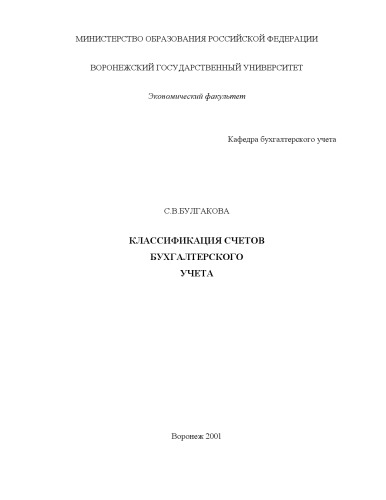 МИНИСТЕРСТВО ОБРАЗОВАНИЯ РОССИЙСКОЙ ФЕДЕРАЦИИ
ВОРОНЕЖСКИЙ ГОСУДАРСТВЕННЫЙ УНИВЕРСИТЕТ
Экономический факультет
Кафедра бухгалтерского учета
С.В.БУЛГАКОВА
КЛАССИФИКАЦИЯ СЧЕТОВ
БУХГАЛТЕРСКОГО
УЧЕТА
Воронеж 2001